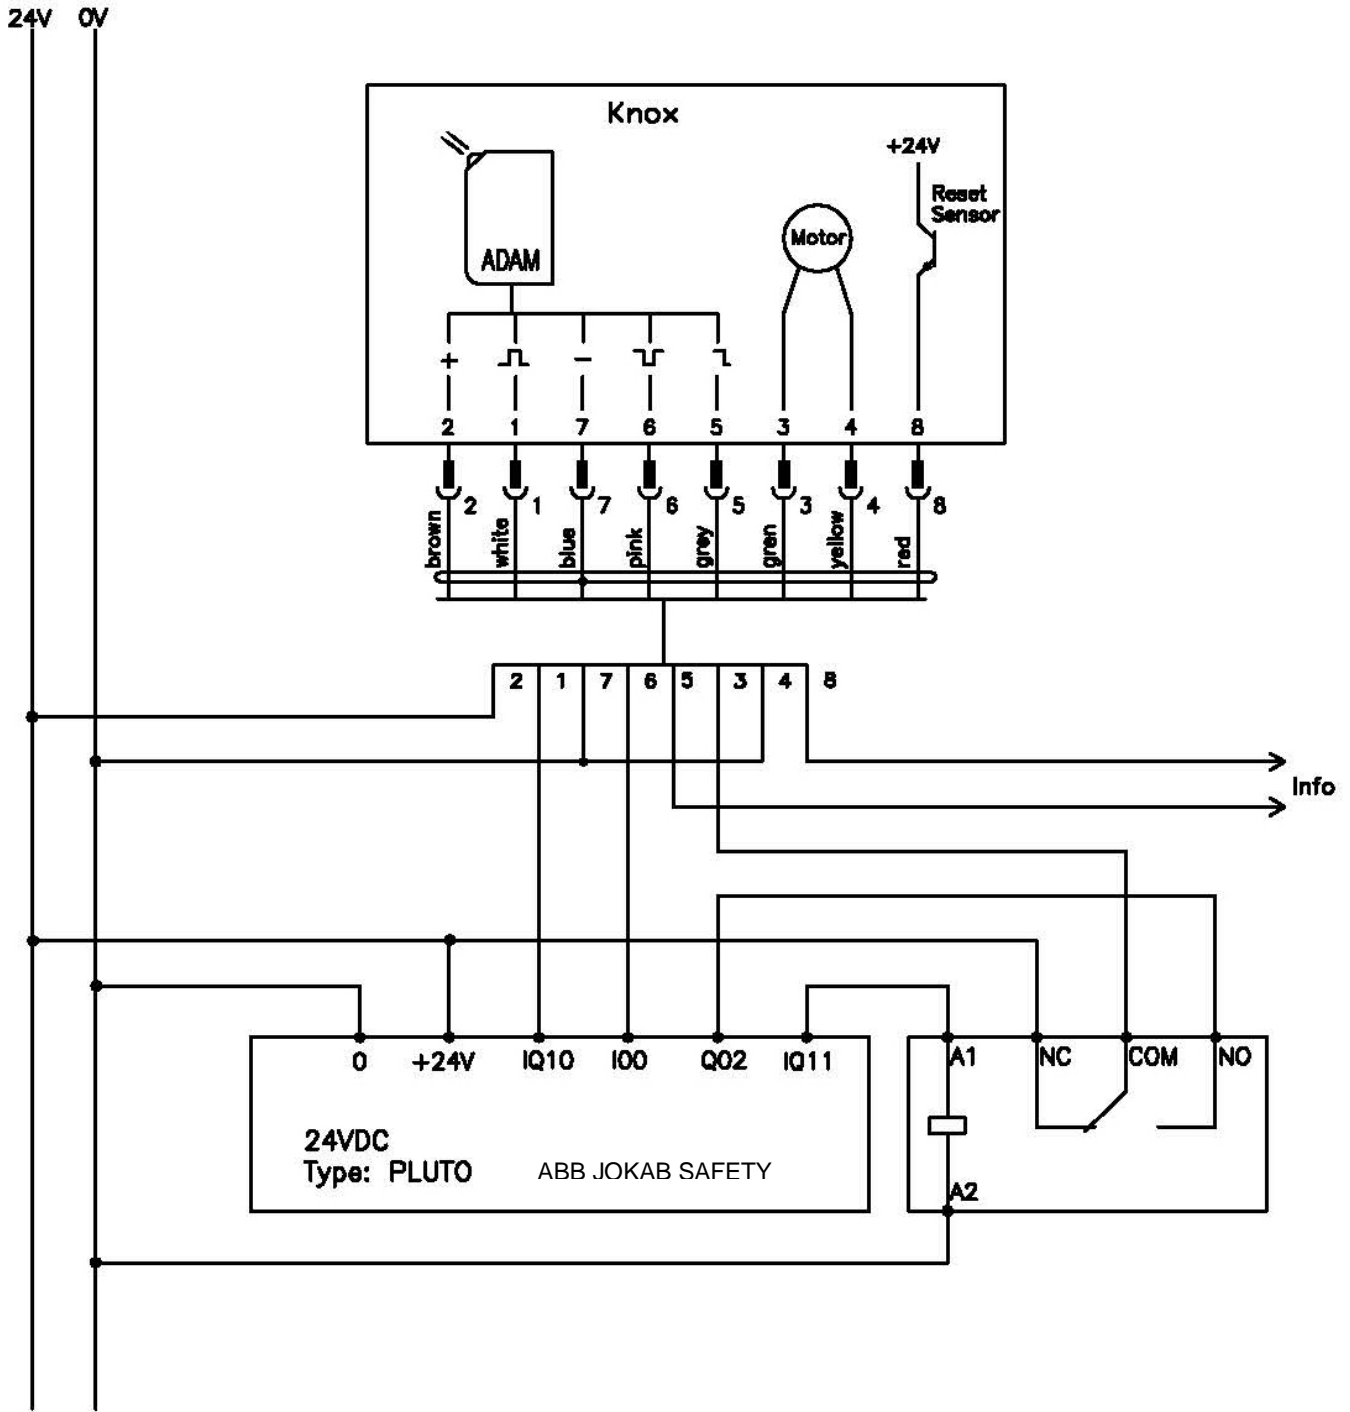 24V 0V
Knox
+24V
Reset
Sensor
Motor
ADAM
+ −
2 1 7 6 5 3 4 8
2 1 7 6 5 3 4 8
brown white blue pink grey gren yellow red
2 1 7 6 5 3 4 8
Info
0 +24V IQ10 I00 Q02 IQ11
A1 NC COM NO
24VDC
Type: PLUTO ABB JOKAB SAFETY
A2